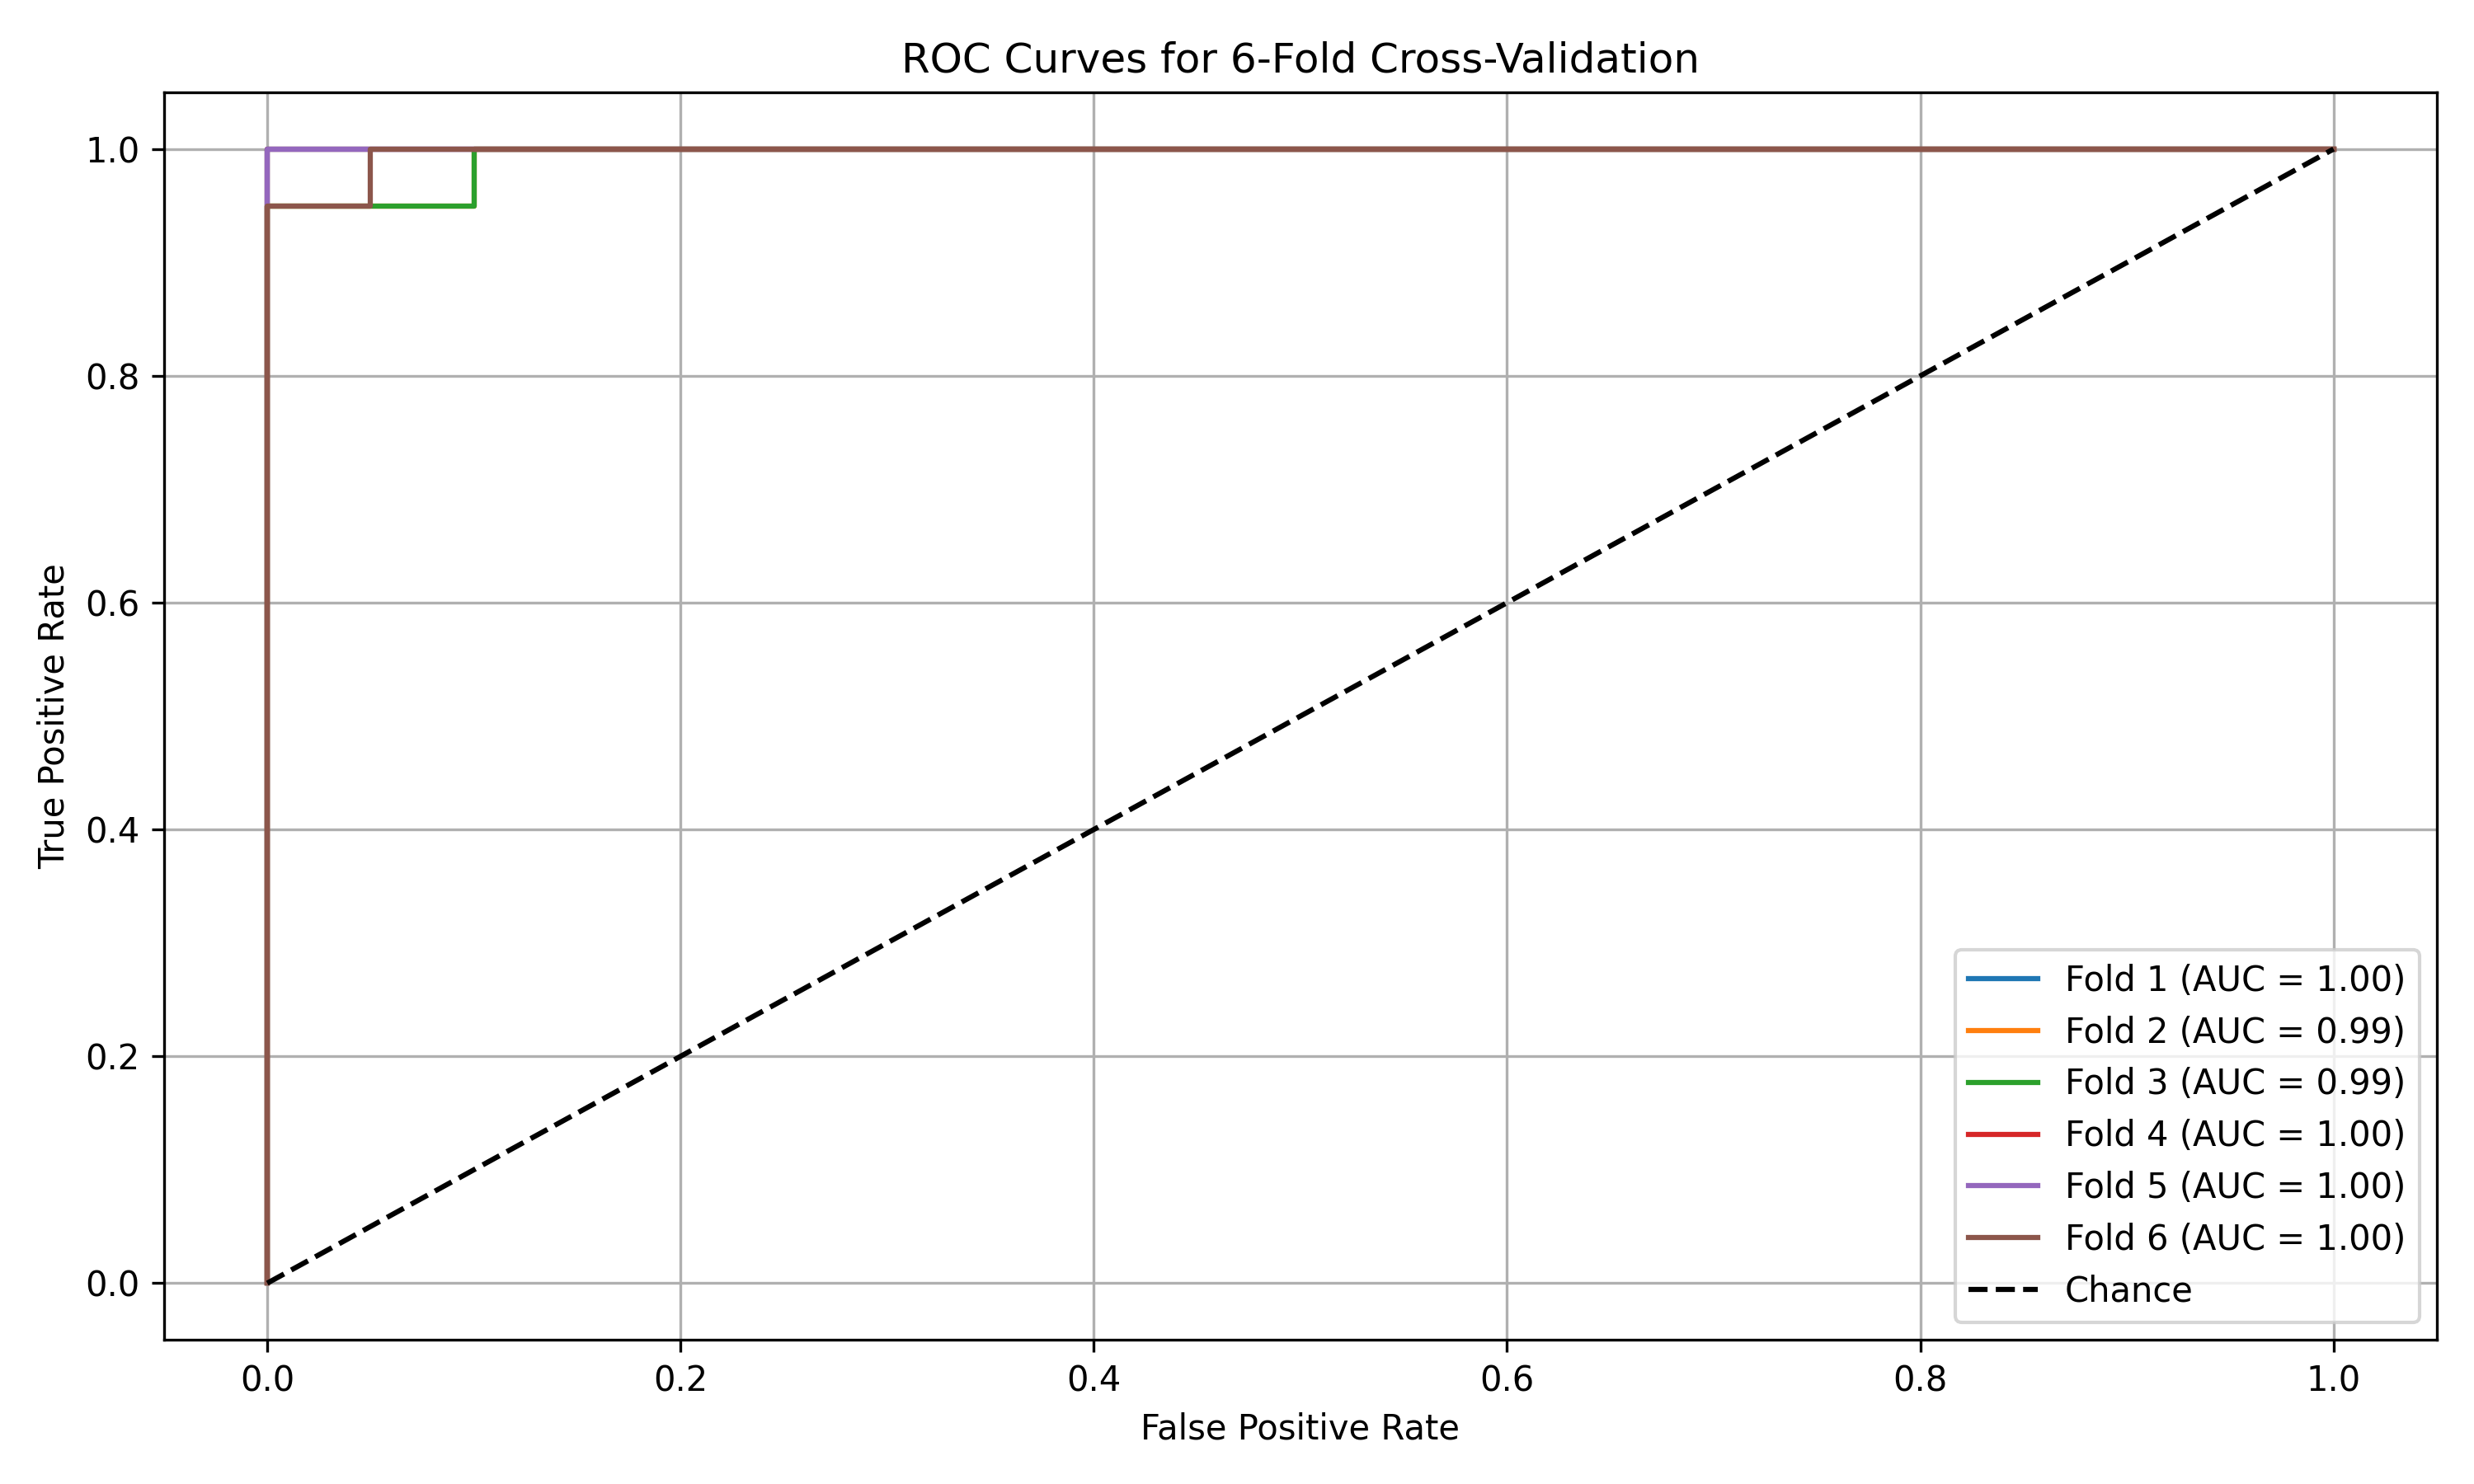 ROC Curves for 6-Fold Cross-Validation
True Positive Rate
1.0
0.8
0.6
0.4
0.2
0.0
0.0 0.2 0.4 0.6 0.8 1.0
False Positive Rate
Fold 1 (AUC = 1.00)
Fold 2 (AUC = 0.99)
Fold 3 (AUC = 0.99)
Fold 4 (AUC = 1.00)
Fold 5 (AUC = 1.00)
Fold 6 (AUC = 1.00)
Chance